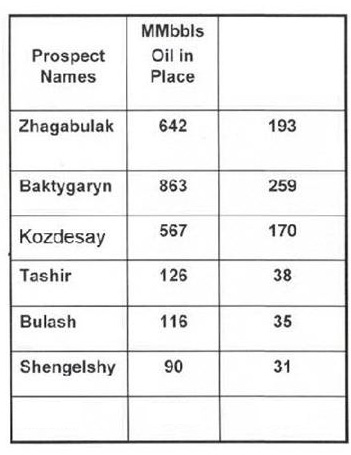 Prospect Names
MMbbls Oil in Place
Zhagabulak 642 193
Baktygaryn 863 259
Kozdesay 567 170
Tashir 126 38
Bulash 116 35
Shengelshy 90 31